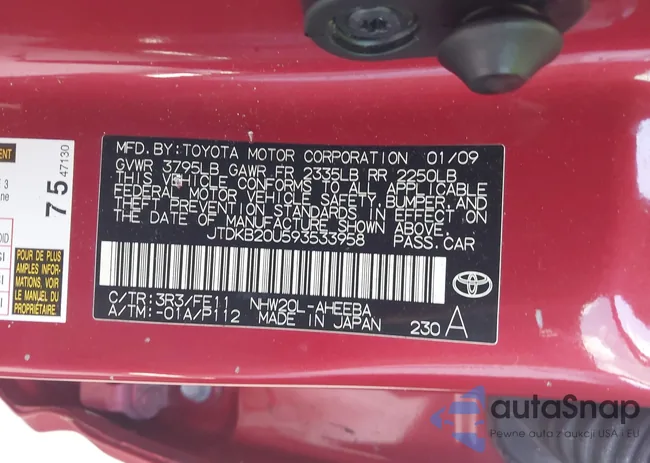 MFD.BY:TOYOTA MOTOR CORPORATION 01/09
GVWR 3795LB GAWR FR 2335LB RR 2250LB
THIS VEHICLE CONFORMS TO ALL APPLICABLE
FEDERAL MOTOR VEHICLE SAFETY,BUMPER,AND
THEFT PREVENTION STANDARDS IN EFFECT ON
THE DATE OF MANUFACTURE SHOWN ABOVE.
JTDKB20U593533958 PASS.CAR
C/TR:3R3/FE11 NHW20L-AHEEBA
A/TM:-01A/P112 MADE IN JAPAN 230 A
75 47130
POUR DE PLUS
AMPLES
INFORMATIONS,
VOIR LE
MANUEL DU
autaSnap
Pewne auta z aukcji USA i EU